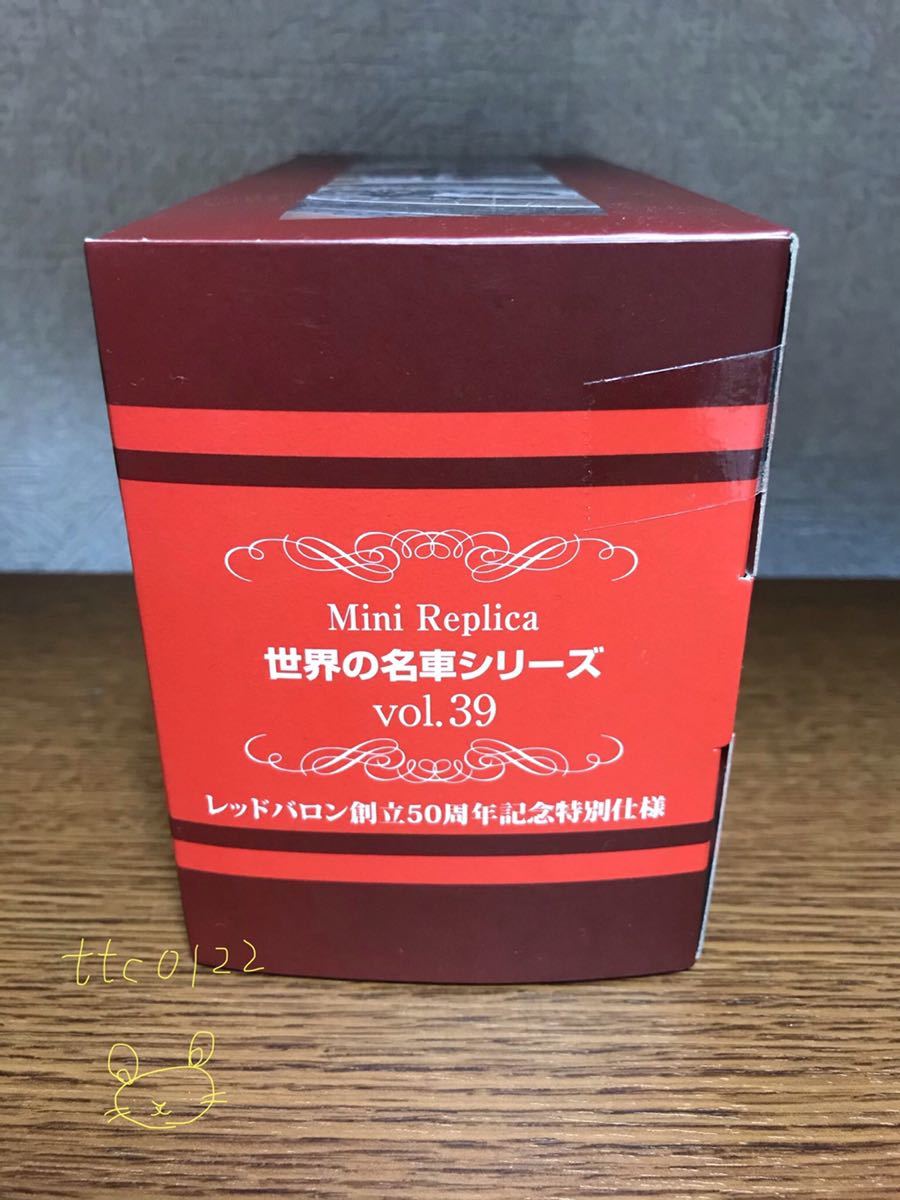 Mini Replica
世界の名車シリーズ
vol.39
レッドバロン創立50周年記念特別仕様
ttc0122